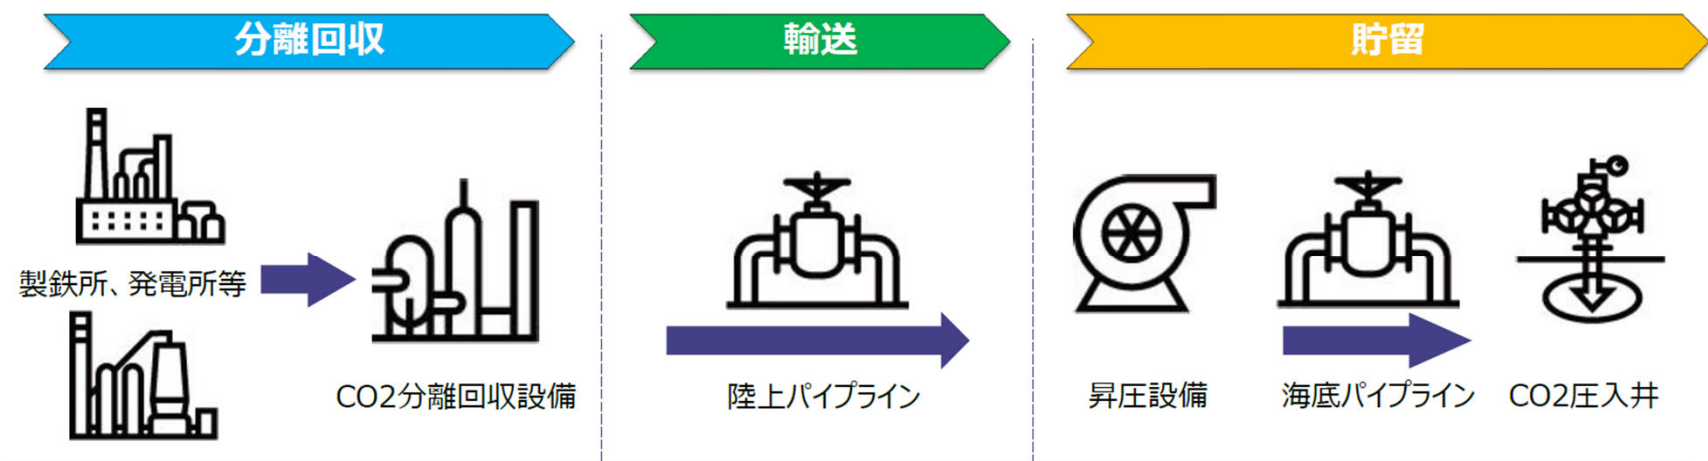 分離回収
輸送
貯留
製鉄所、発電所等
CO2分離回収設備
陸上パイプライン
昇圧設備
海底パイプライン
CO2圧入井